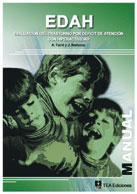 EDAH
EVALUACIÓN DEL TRASTORNO POR DÉFICIT DE ATENCIÓN
CON HIPERACTIVIDAD
A. Farré y J. Narbona
MANUAL
TEA Ediciones